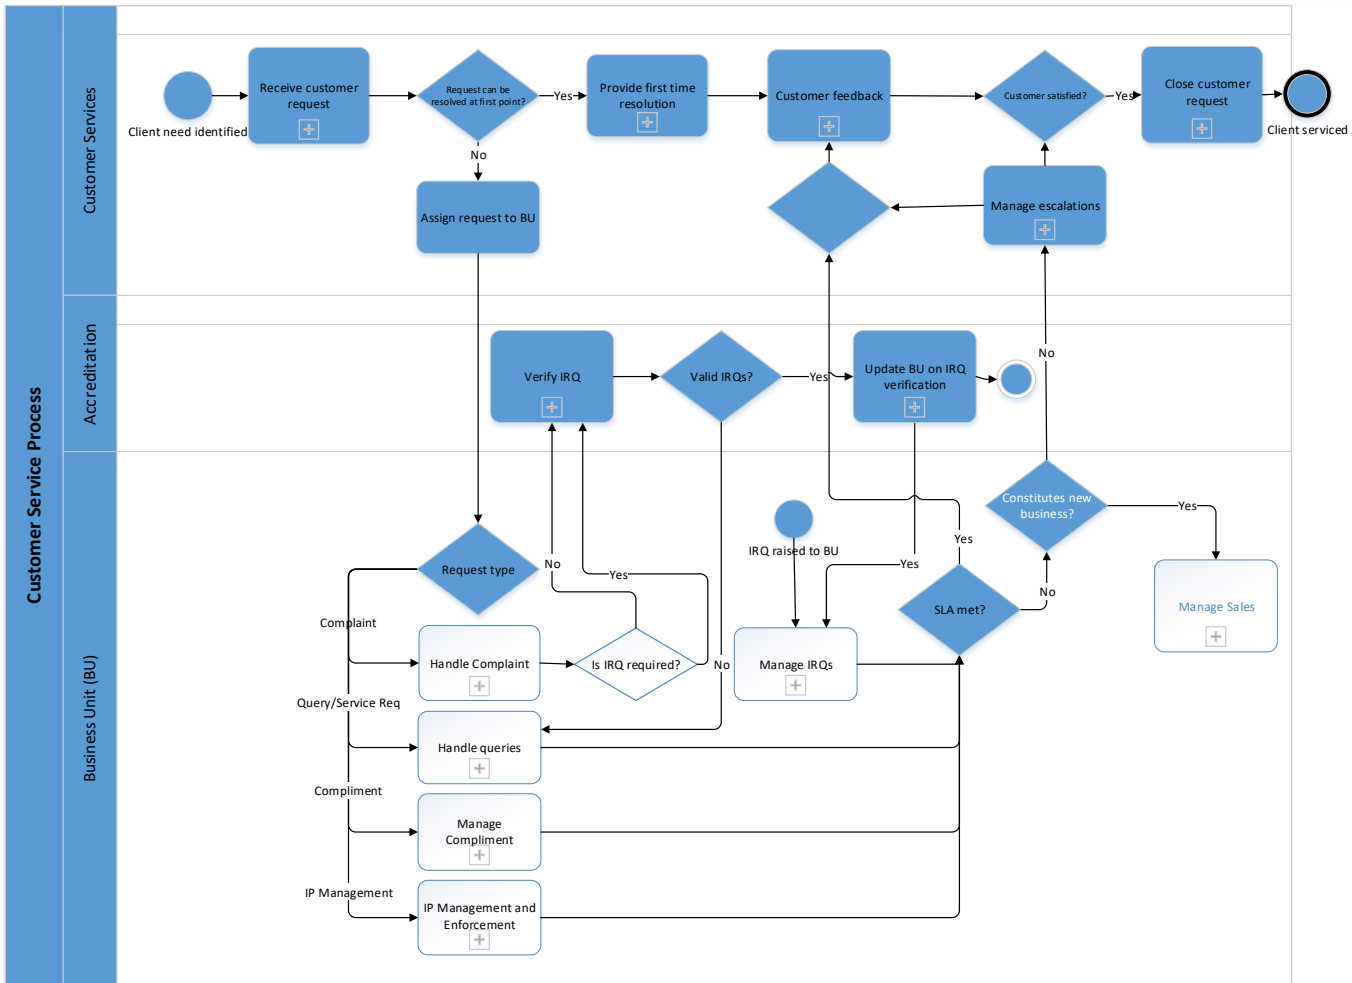 Customer Service Process
Customer Services
Client need identified
Receive customer
request
Request can be
resolved at first point?
Yes
Provide first time
resolution
Customer feedback
Customer satisfied?
Yes
Close customer
request
Client serviced
No
Assign request to BU
Manage escalations
Accreditation
Verify IRQ
Valid IRQs?
Yes
Update BU on IRQ
verification
No
Business Unit (BU)
Constitutes new
business?
Yes
IRQ raised to BU
Yes
Request type
No
Yes
Yes
SLA met?
No
Manage Sales
Complaint
Handle Complaint
Is IRQ required?
No
Manage IRQs
Query/Service Req
Handle queries
Compliment
Manage
Compliment
IP Management
IP Management and
Enforcement